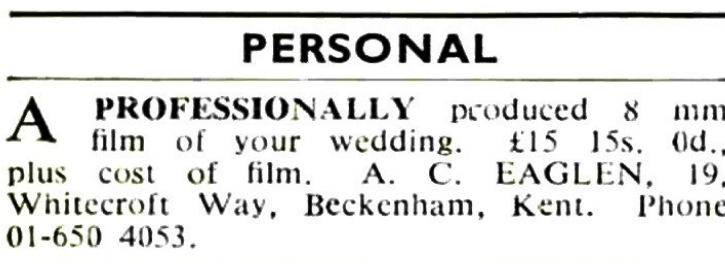 PERSONAL
A PROFESSIONALLY produced 8 mm
film of your wedding. £15 15s. 0d.,
plus cost of film. A. C. EAGLEN, 19,
Whitecroft Way, Beckenham, Kent. Phone
01-650 4053.